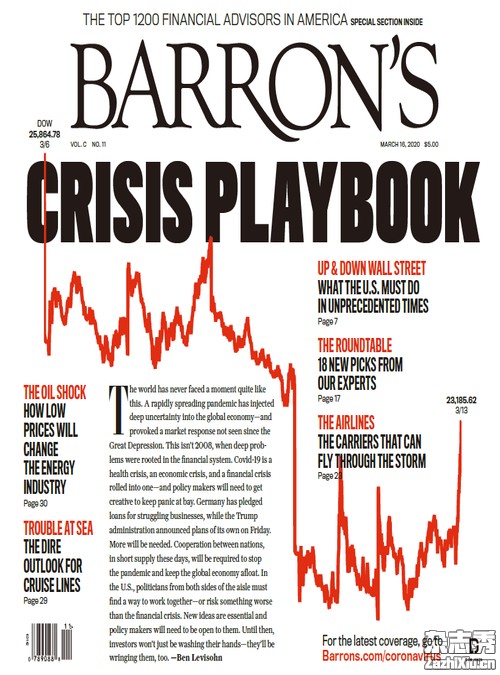 THE TOP 1200 FINANCIAL ADVISORS IN AMERICA SPECIAL SECTION INSIDE
BARRON'S
DOW
25,864.78
3/6
VOL. C NO. 11
MARCH 16, 2020 $5.00
CRISIS PLAYBOOK
UP & DOWN WALL STREET
WHAT THE U.S. MUST DO
IN UNPRECEDENTED TIMES
Page 7
THE ROUNDTABLE
18 NEW PICKS FROM
OUR EXPERTS
Page 17
THE AIRLINES
THE CARRIERS THAT CAN
FLY THROUGH THE STORM
Page 23
23,185.62
3/13
THE OIL SHOCK
HOW LOW
PRICES WILL
CHANGE
THE ENERGY
INDUSTRY
Page 30
TROUBLE AT SEA
THE DIRE
OUTLOOK FOR
CRUISE LINES
Page 29
The world has never faced a moment quite like
this. A rapidly spreading pandemic has injected
deep uncertainty into the global economy—and
provoked a market response not seen since the
Great Depression. This isn't 2008, when deep prob-
lems were rooted in the financial system. Covid-19 is a
health crisis, an economic crisis, and a financial crisis
rolled into one—and policy makers will need to get
creative to keep panic at bay. Germany has pledged
loans for struggling businesses, while the Trump
administration announced plans of its own on Friday.
More will be needed. Cooperation between nations,
in short supply these days, will be required to stop
the pandemic and keep the global economy afloat. In
the U.S., politicians from both sides of the aisle must
find a way to work together—or risk something worse
than the financial crisis. New ideas are essential and
policy makers will need to be open to them. Until then,
investors won't just be washing their hands—they'll be
wringing them, too. —Ben Levisohn
For the latest coverage, go to
Barrons.com/coronavirus
杂志秀
ZaZhiXiu.cn